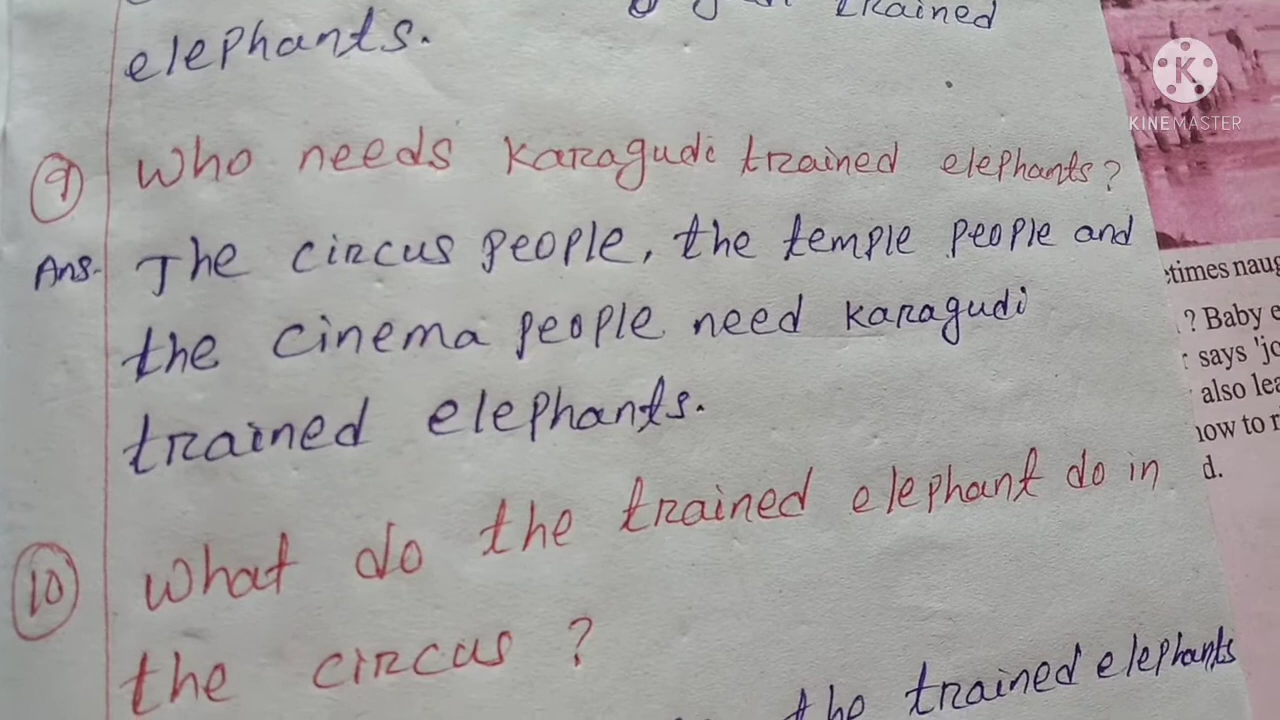 trained
elephants.
9 Who needs Karagudi trained elephants?
Ans. The circus people, the temple people and
the cinema people need karagudi
trained elephants.
10 What do the trained elephant do in
the circus ?
the trained elephants
K
KINEMASTER
times naug
? Baby e
says 'jo
also lea
how to r
d.